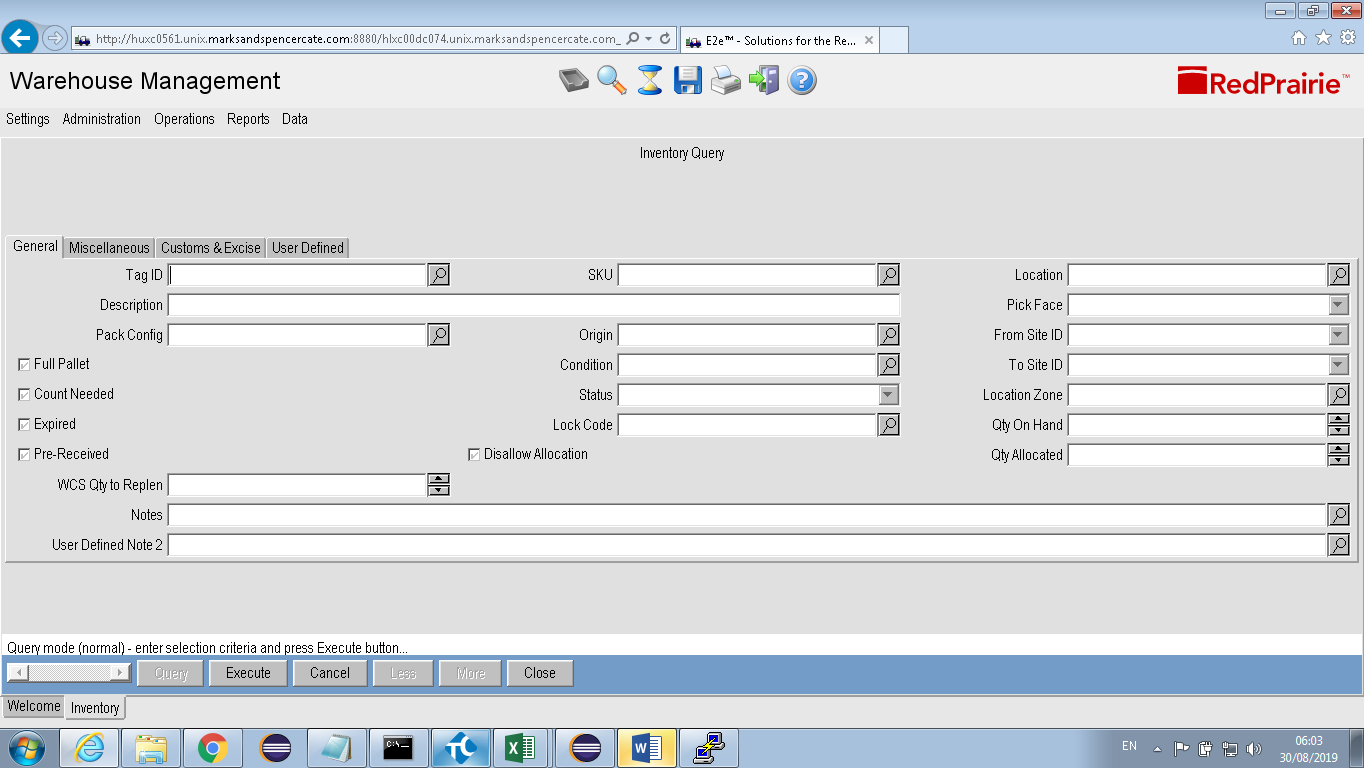 http://huxc0561.unix.marksandspencercate.com:8880/hlxc00dc074.unix.marksandspencercate.com_
E2e™ - Solutions for the Re...
Warehouse Management
RedPrairie™
Settings Administration Operations Reports Data
Inventory Query
General Miscellaneous Customs & Excise User Defined
Tag ID SKU Location
Description Pick Face
Pack Config Origin From Site ID
Full Pallet Condition To Site ID
Count Needed Status Location Zone
Expired Lock Code Qty On Hand
Pre-Received Disallow Allocation Qty Allocated
WCS Qty to Replen
Notes
User Defined Note 2
Query mode (normal) - enter selection criteria and press Execute button...
Query Execute Cancel Less More Close
Welcome Inventory
EN 06:03
30/08/2019